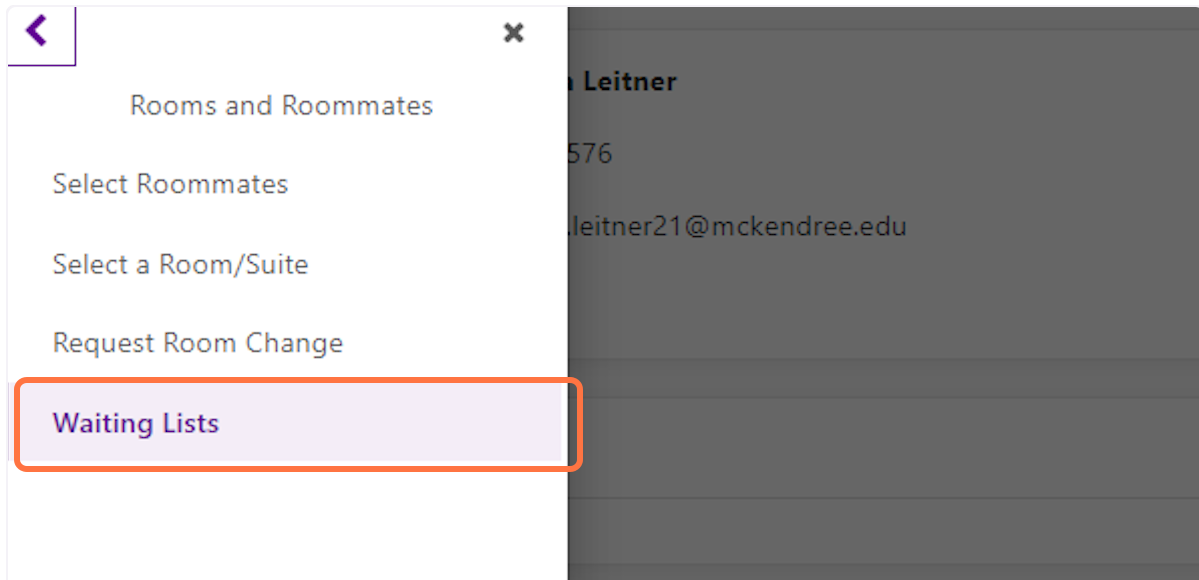 Rooms and Roommates
Select Roommates
Select a Room/Suite
Request Room Change
Waiting Lists
Leitner
576
.leitner21@mckendree.edu